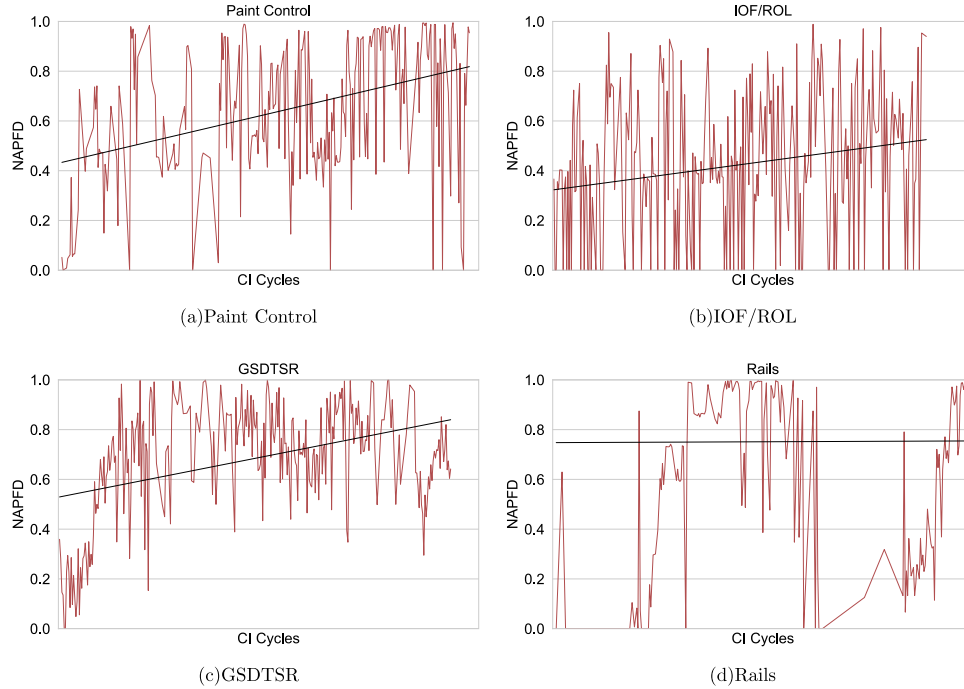 Paint Control
1.0
0.8
0.6
0.4
0.2
0.0
NAPFD
CI Cycles
(a)Paint Control
IOF/ROL
1.0
0.8
0.6
0.4
0.2
0.0
NAPFD
CI Cycles
(b)IOF/ROL
GSDTSR
1.0
0.8
0.6
0.4
0.2
0.0
NAPFD
CI Cycles
(c)GSDTSR
Rails
1.0
0.8
0.6
0.4
0.2
0.0
NAPFD
CI Cycles
(d)Rails